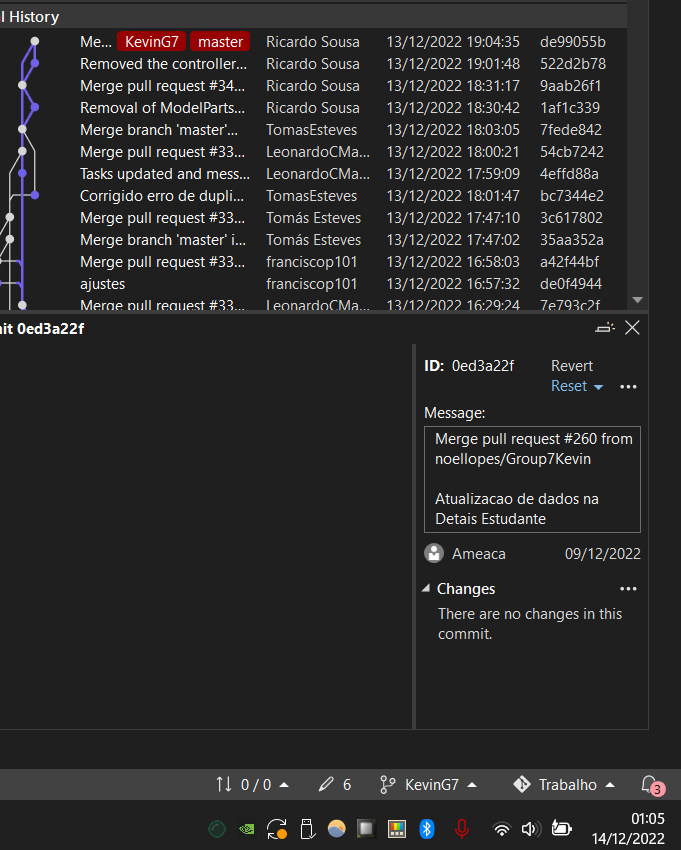 l History
Me... KevinG7 master Ricardo Sousa 13/12/2022 19:04:35 de99055b
Removed the controller... Ricardo Sousa 13/12/2022 19:01:48 522d2b78
Merge pull request #34... Ricardo Sousa 13/12/2022 18:31:17 9aab26f1
Removal of ModelParts... Ricardo Sousa 13/12/2022 18:30:42 1af1c339
Merge branch 'master'... TomasEsteves 13/12/2022 18:03:05 7fede842
Merge pull request #33... LeonardoCMa... 13/12/2022 18:00:21 54cb7242
Tasks updated and mess... LeonardoCMa... 13/12/2022 17:59:09 4effd88a
Corrigido erro de dupli... TomasEsteves 13/12/2022 18:01:47 bc7344e2
Merge pull request #33... Tomás Esteves 13/12/2022 17:47:10 3c617802
Merge branch 'master' i... Tomás Esteves 13/12/2022 17:47:02 35aa352a
Merge pull request #33... franciscop101 13/12/2022 16:58:03 a42f44bf
ajustes franciscop101 13/12/2022 16:57:32 de0f4944
Merge pull request #33... LeonardoCMa... 13/12/2022 16:29:24 7e793c2f
nit 0ed3a22f
ID: 0ed3a22f Revert
Reset
Message:
Merge pull request #260 from
noellopes/Group7Kevin
Atualizacao de dados na
Detais Estudante
Ameaca 09/12/2022
Changes
There are no changes in this
commit.
0 / 0 6 KevinG7 Trabalho 3
01:05
14/12/2022